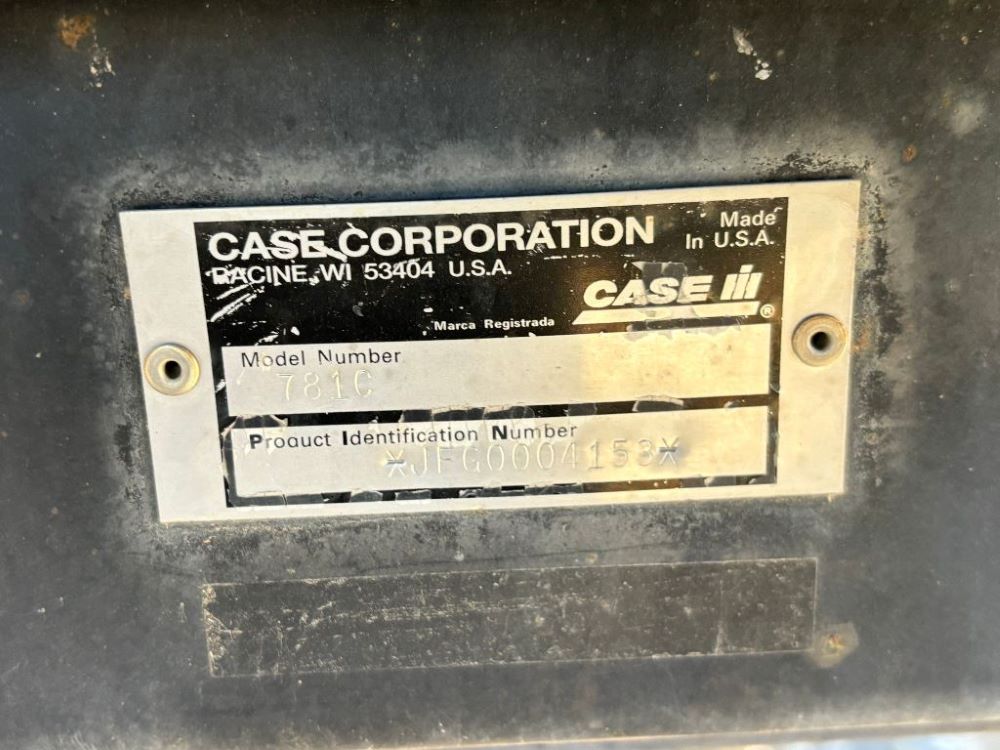 CASE CORPORATION
Made
In U.S.A.
RACINE, WI 53404 U.S.A.
CASE IH
®
Marca Registrada
Model Number
781C
Product Identification Number
*JFG0004153*